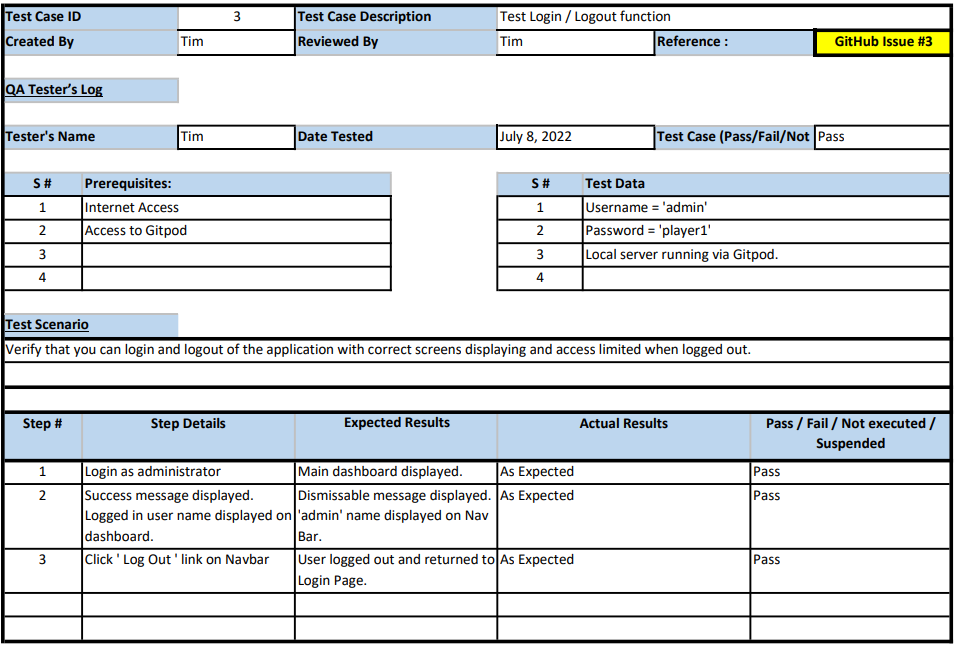 Test Case ID 3 Test Case Description Test Login / Logout function
Created By Tim Reviewed By Tim Reference : GitHub Issue #3
QA Tester's Log
Tester's Name Tim Date Tested July 8, 2022 Test Case (Pass/Fail/Not Pass
S # Prerequisites: S # Test Data
1 Internet Access 1 Username = 'admin'
2 Access to Gitpod 2 Password = 'player1'
3 3 Local server running via Gitpod.
4 4
Test Scenario
Verify that you can login and logout of the application with correct screens displaying and access limited when logged out.
Step # Step Details Expected Results Actual Results Pass / Fail / Not executed /
Suspended
1 Login as administrator Main dashboard displayed. As Expected Pass
2 Success message displayed. Dismissable message displayed. As Expected Pass
Logged in user name displayed on 'admin' name displayed on Nav
dashboard. Bar.
3 Click ' Log Out ' link on Navbar User logged out and returned to As Expected Pass
Login Page.